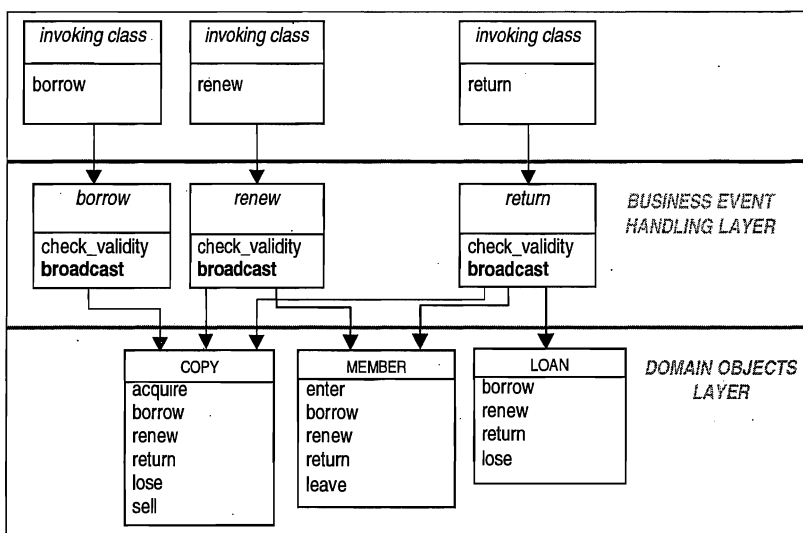 invoking class
borrow
invoking class
renew
invoking class
return
borrow
check_validity
broadcast
renew
check_validity
broadcast
return
check_validity
broadcast
BUSINESS EVENT
HANDLING LAYER
COPY
acquire
borrow
renew
return
lose
sell
MEMBER
enter
borrow
renew
return
leave
LOAN
borrow
renew
return
lose
DOMAIN OBJECTS
LAYER